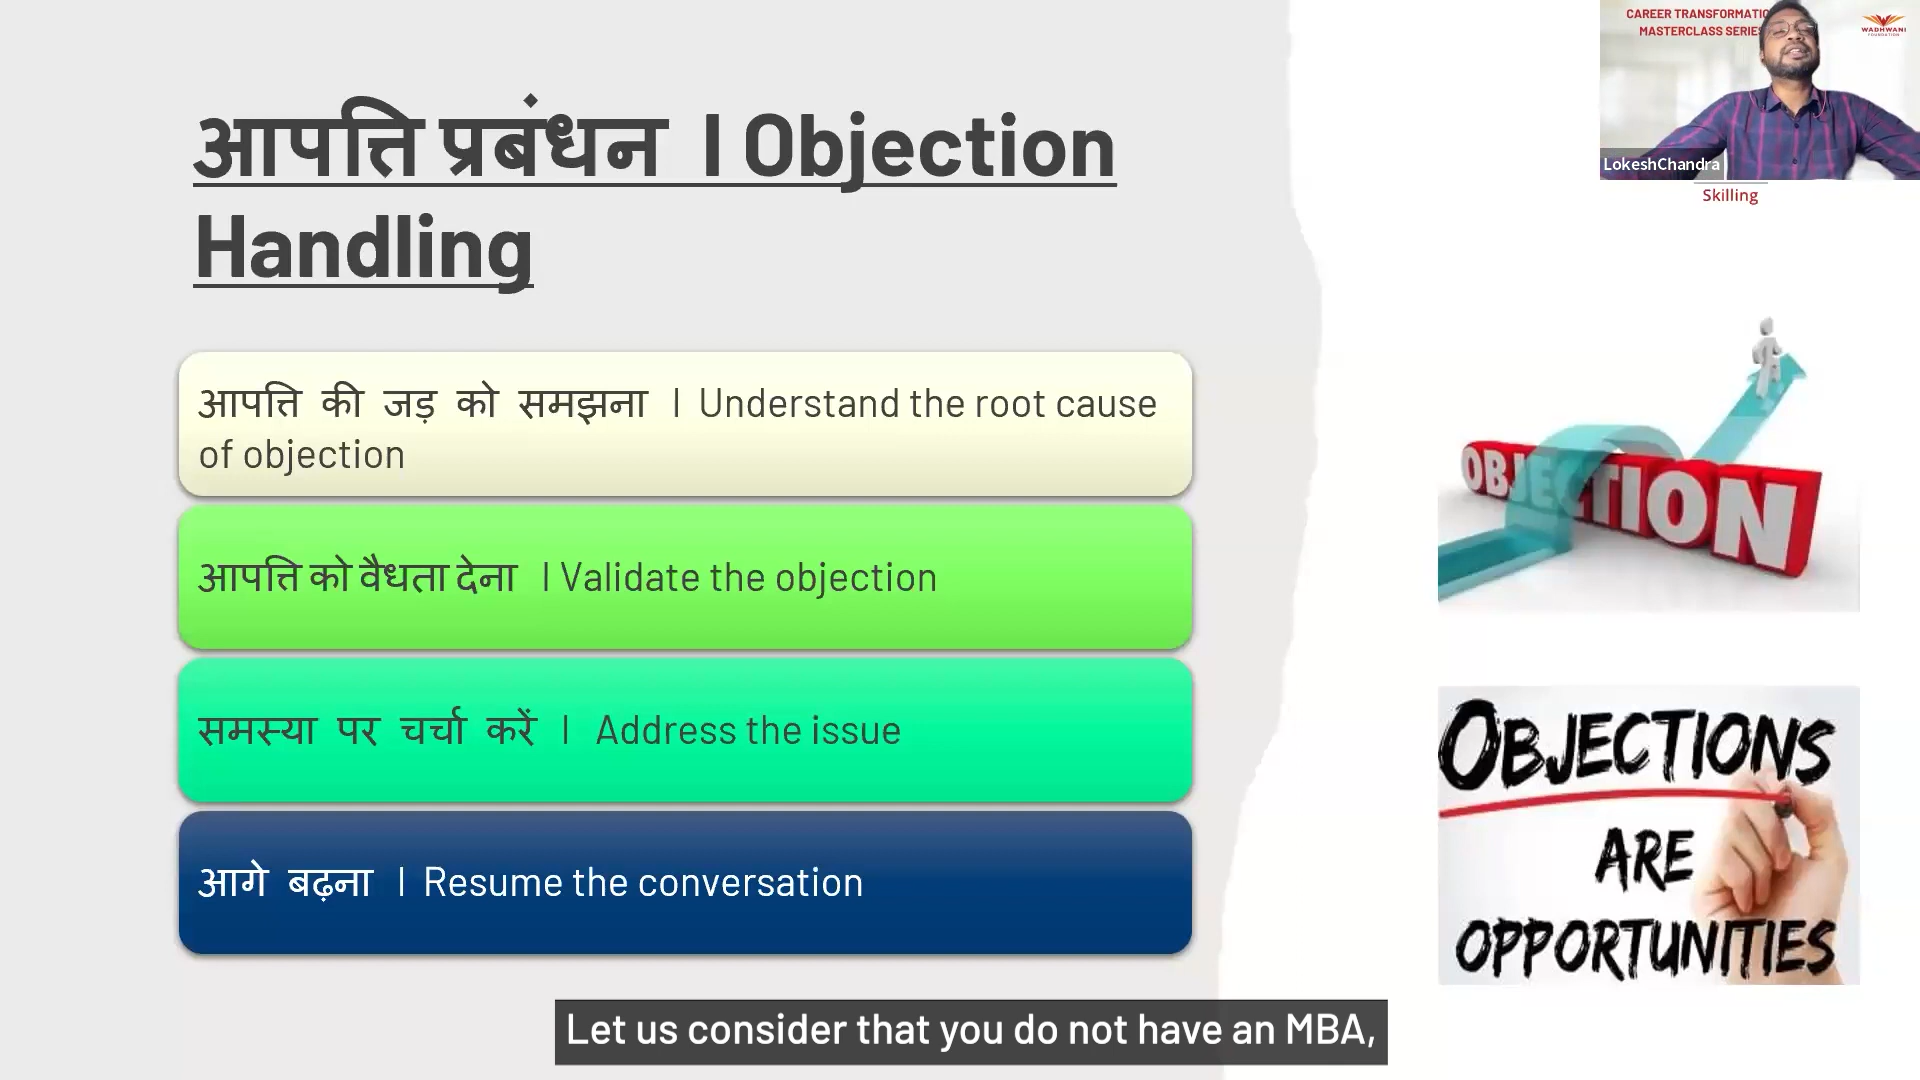 आपत्ति प्रबंधन I Objection
Handling
आपत्ति की जड़ को समझना I Understand the root cause
of objection
आपत्ति को वैधता देना I Validate the objection
समस्या पर चर्चा करें I Address the issue
आगे बढ़ना I Resume the conversation
CAREER TRANSFORMATIO
MASTERCLASS SERIES
WADHWANI
FOUNDATION
LokeshChandra
Skilling
OBJECTION
OBJECTIONS
ARE
OPPORTUNITIES
Let us consider that you do not have an MBA,